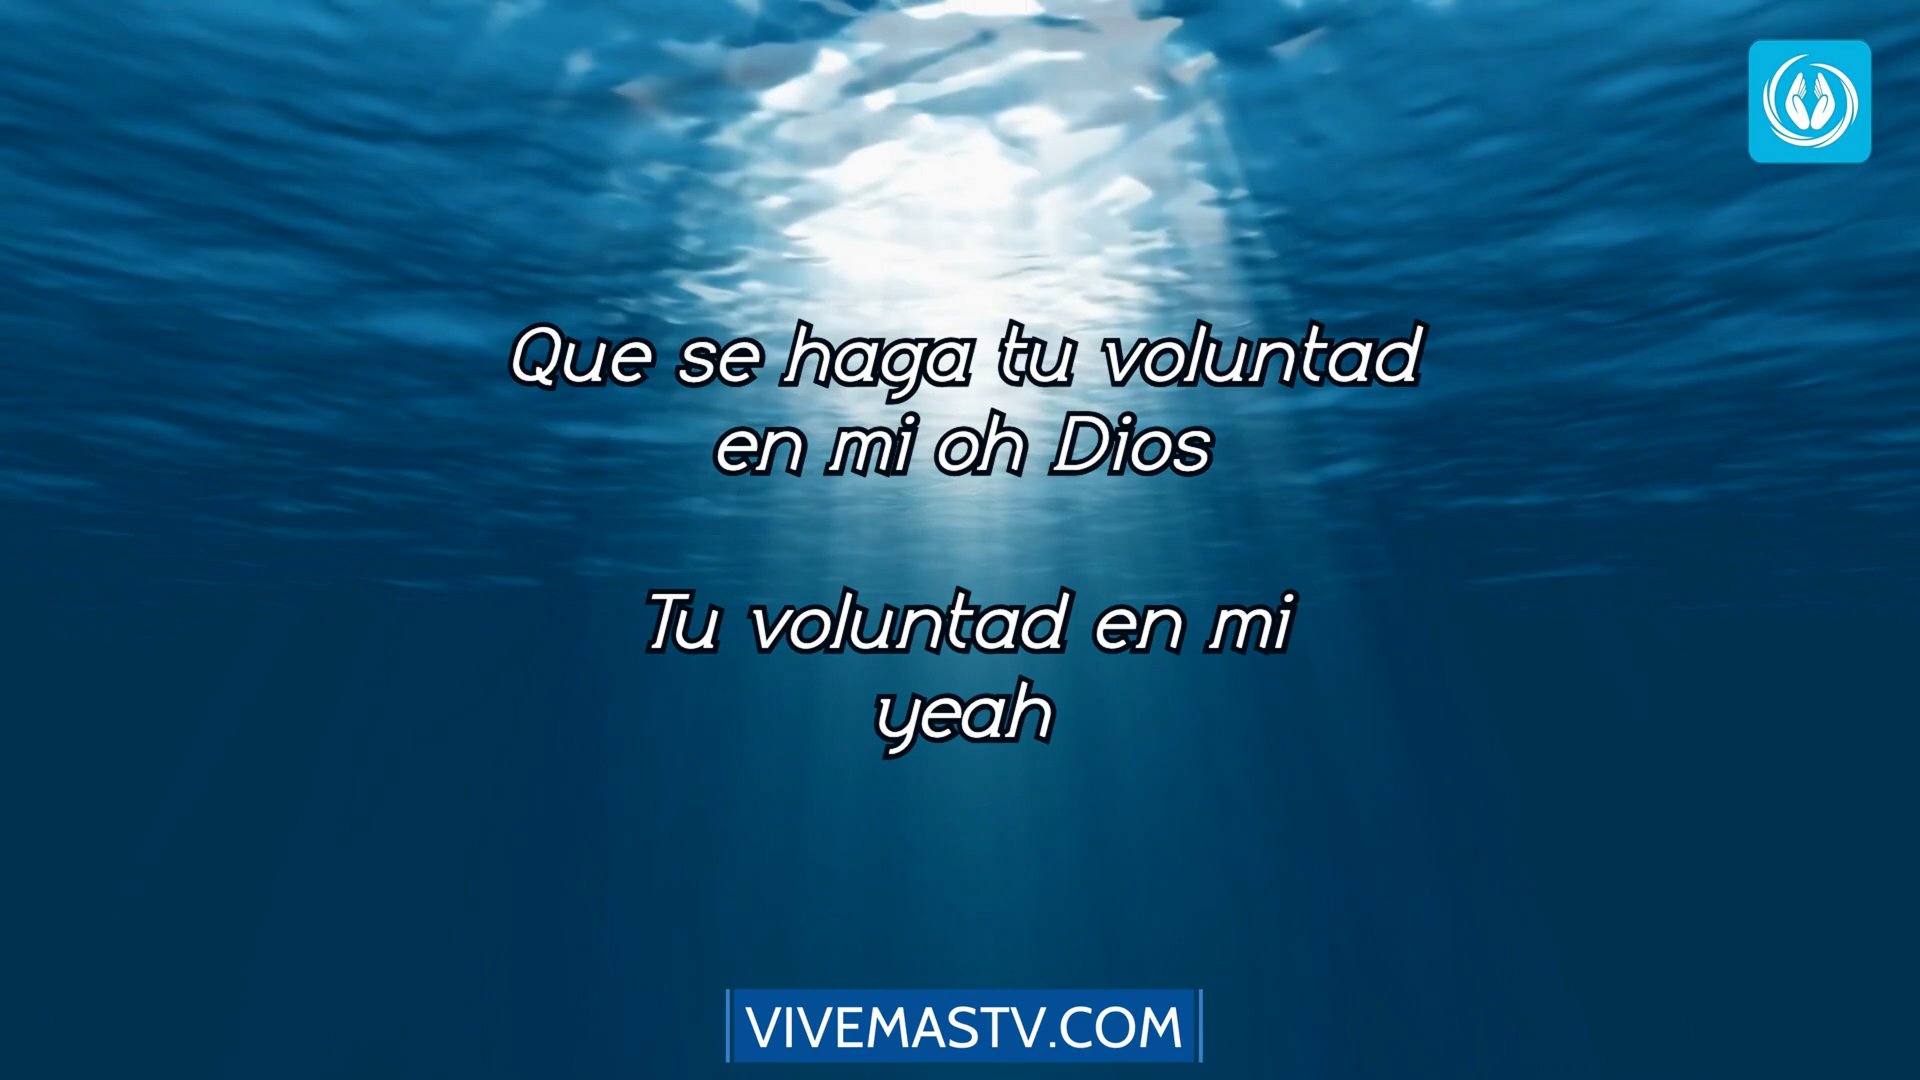 Que se haga tu voluntad
en mi oh Dios
Tu voluntad en mi
yeah
VIVEMASTV.COM